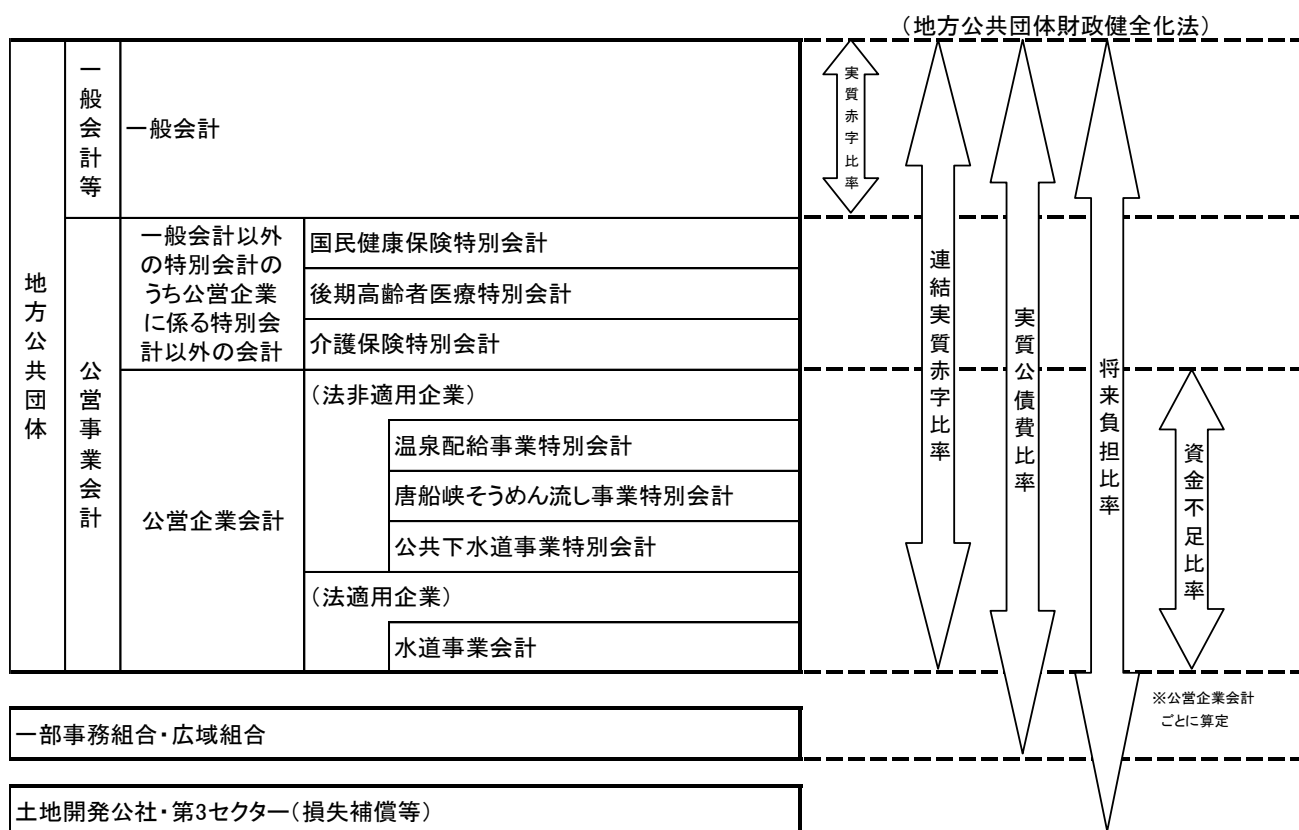 (地方公共団体財政健全化法)
地方公共団体
一般会計等
一般会計
公営事業会計
一般会計以外
の特別会計の
うち公営企業
に係る特別会
計以外の会計
国民健康保険特別会計
後期高齢者医療特別会計
介護保険特別会計
公営企業会計
(法非適用企業)
温泉配給事業特別会計
唐船峡そうめん流し事業特別会計
公共下水道事業特別会計
(法適用企業)
水道事業会計
一部事務組合・広域組合
土地開発公社・第3セクター(損失補償等)
実質赤字比率
連結実質赤字比率
実質公債費比率
将来負担比率
資金不足比率
※公営企業会計
ごとに算定